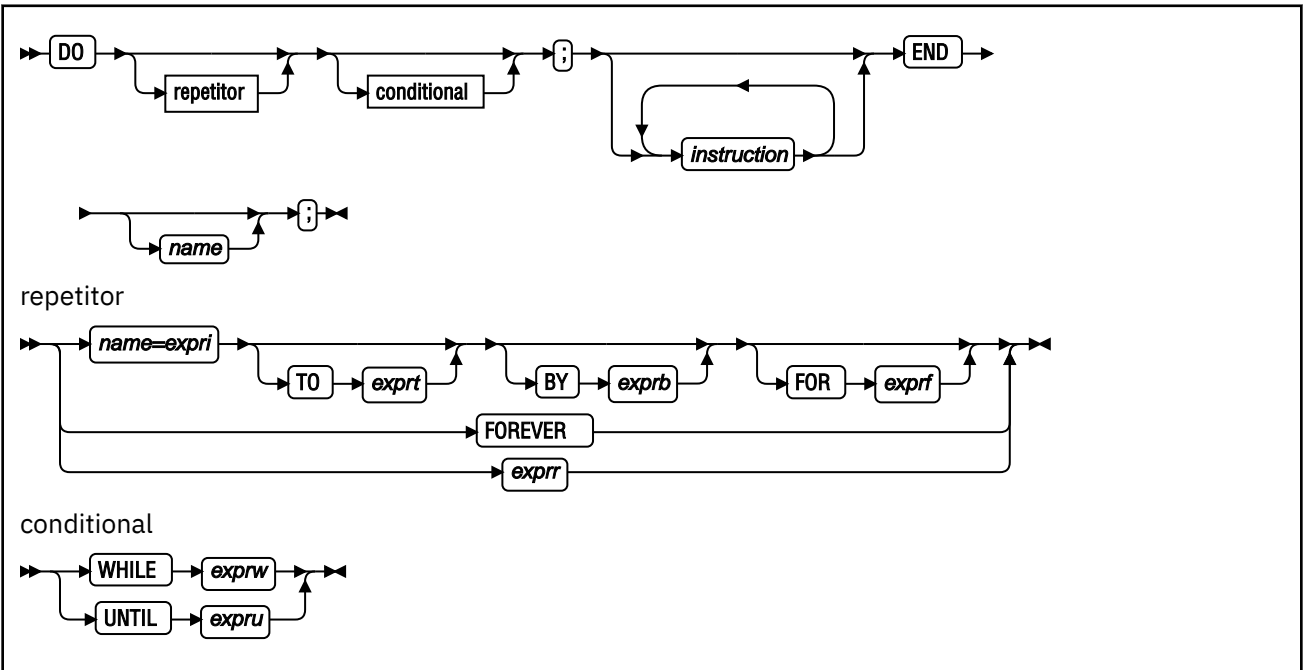 DO ; END
repetitor conditional
instruction
;
name
repetitor
name=expri
TO exprt BY exprb FOR exprf
FOREVER
exprr
conditional
WHILE exprw
UNTIL expru